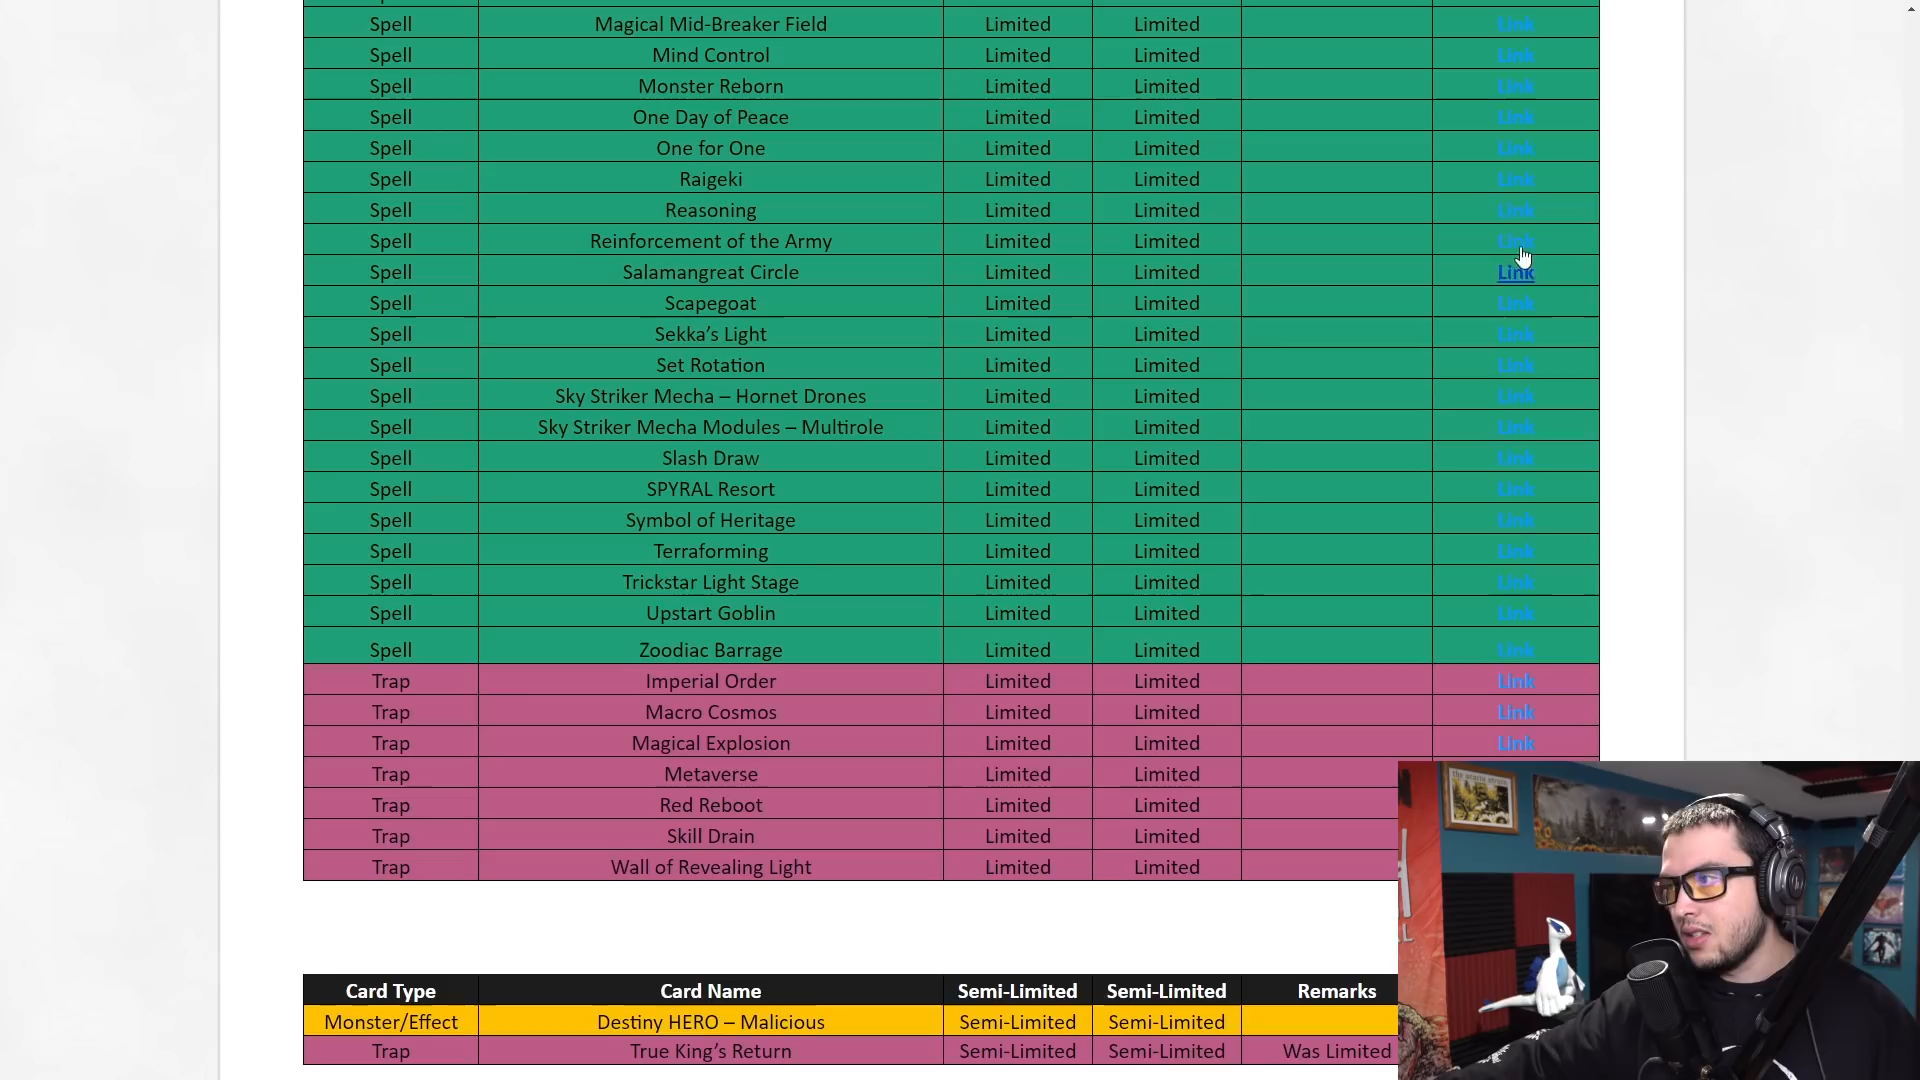 Spell Magical Mid-Breaker Field Limited Limited Link
Spell Mind Control Limited Limited Link
Spell Monster Reborn Limited Limited Link
Spell One Day of Peace Limited Limited Link
Spell One for One Limited Limited Link
Spell Raigeki Limited Limited Link
Spell Reasoning Limited Limited Link
Spell Reinforcement of the Army Limited Limited Link
Spell Salamangreat Circle Limited Limited Link
Spell Scapegoat Limited Limited Link
Spell Sekka’s Light Limited Limited Link
Spell Set Rotation Limited Limited Link
Spell Sky Striker Mecha – Hornet Drones Limited Limited Link
Spell Sky Striker Mecha Modules – Multirole Limited Limited Link
Spell Slash Draw Limited Limited Link
Spell SPYRAL Resort Limited Limited Link
Spell Symbol of Heritage Limited Limited Link
Spell Terraforming Limited Limited Link
Spell Trickstar Light Stage Limited Limited Link
Spell Upstart Goblin Limited Limited Link
Spell Zoodiac Barrage Limited Limited Link
Trap Imperial Order Limited Limited Link
Trap Macro Cosmos Limited Limited Link
Trap Magical Explosion Limited Limited Link
Trap Metaverse Limited Limited
Trap Red Reboot Limited Limited
Trap Skill Drain Limited Limited
Trap Wall of Revealing Light Limited Limited
Card Type Card Name Semi-Limited Semi-Limited Remarks
Monster/Effect Destiny HERO – Malicious Semi-Limited Semi-Limited
Trap True King’s Return Semi-Limited Semi-Limited Was Limited